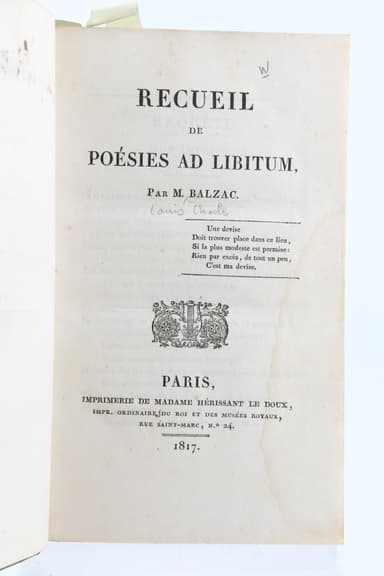 W
RECUEIL
DE
POÉSIES AD LIBITUM,
PAR M. BALZAC.
Louis Charles
Une devise
Doit trouver place dans ce lieu,
Si la plus modeste est permise:
Rien par excès, de tout un peu,
C'est ma devise.
PARIS,
IMPRIMERIE DE MADAME HÉRISSANT LE DOUX,
IMPR. ORDINAIRE DU ROI ET DES MUSÉES ROYAUX,
RUE SAINT-MARC, N.º 24.
1817.